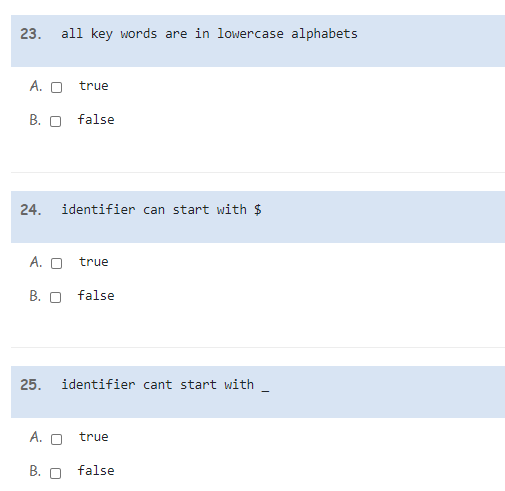 23. all key words are in lowercase alphabets
A. true
B. false
24. identifier can start with $
A. true
B. false
25. identifier cant start with _
A. true
B. false